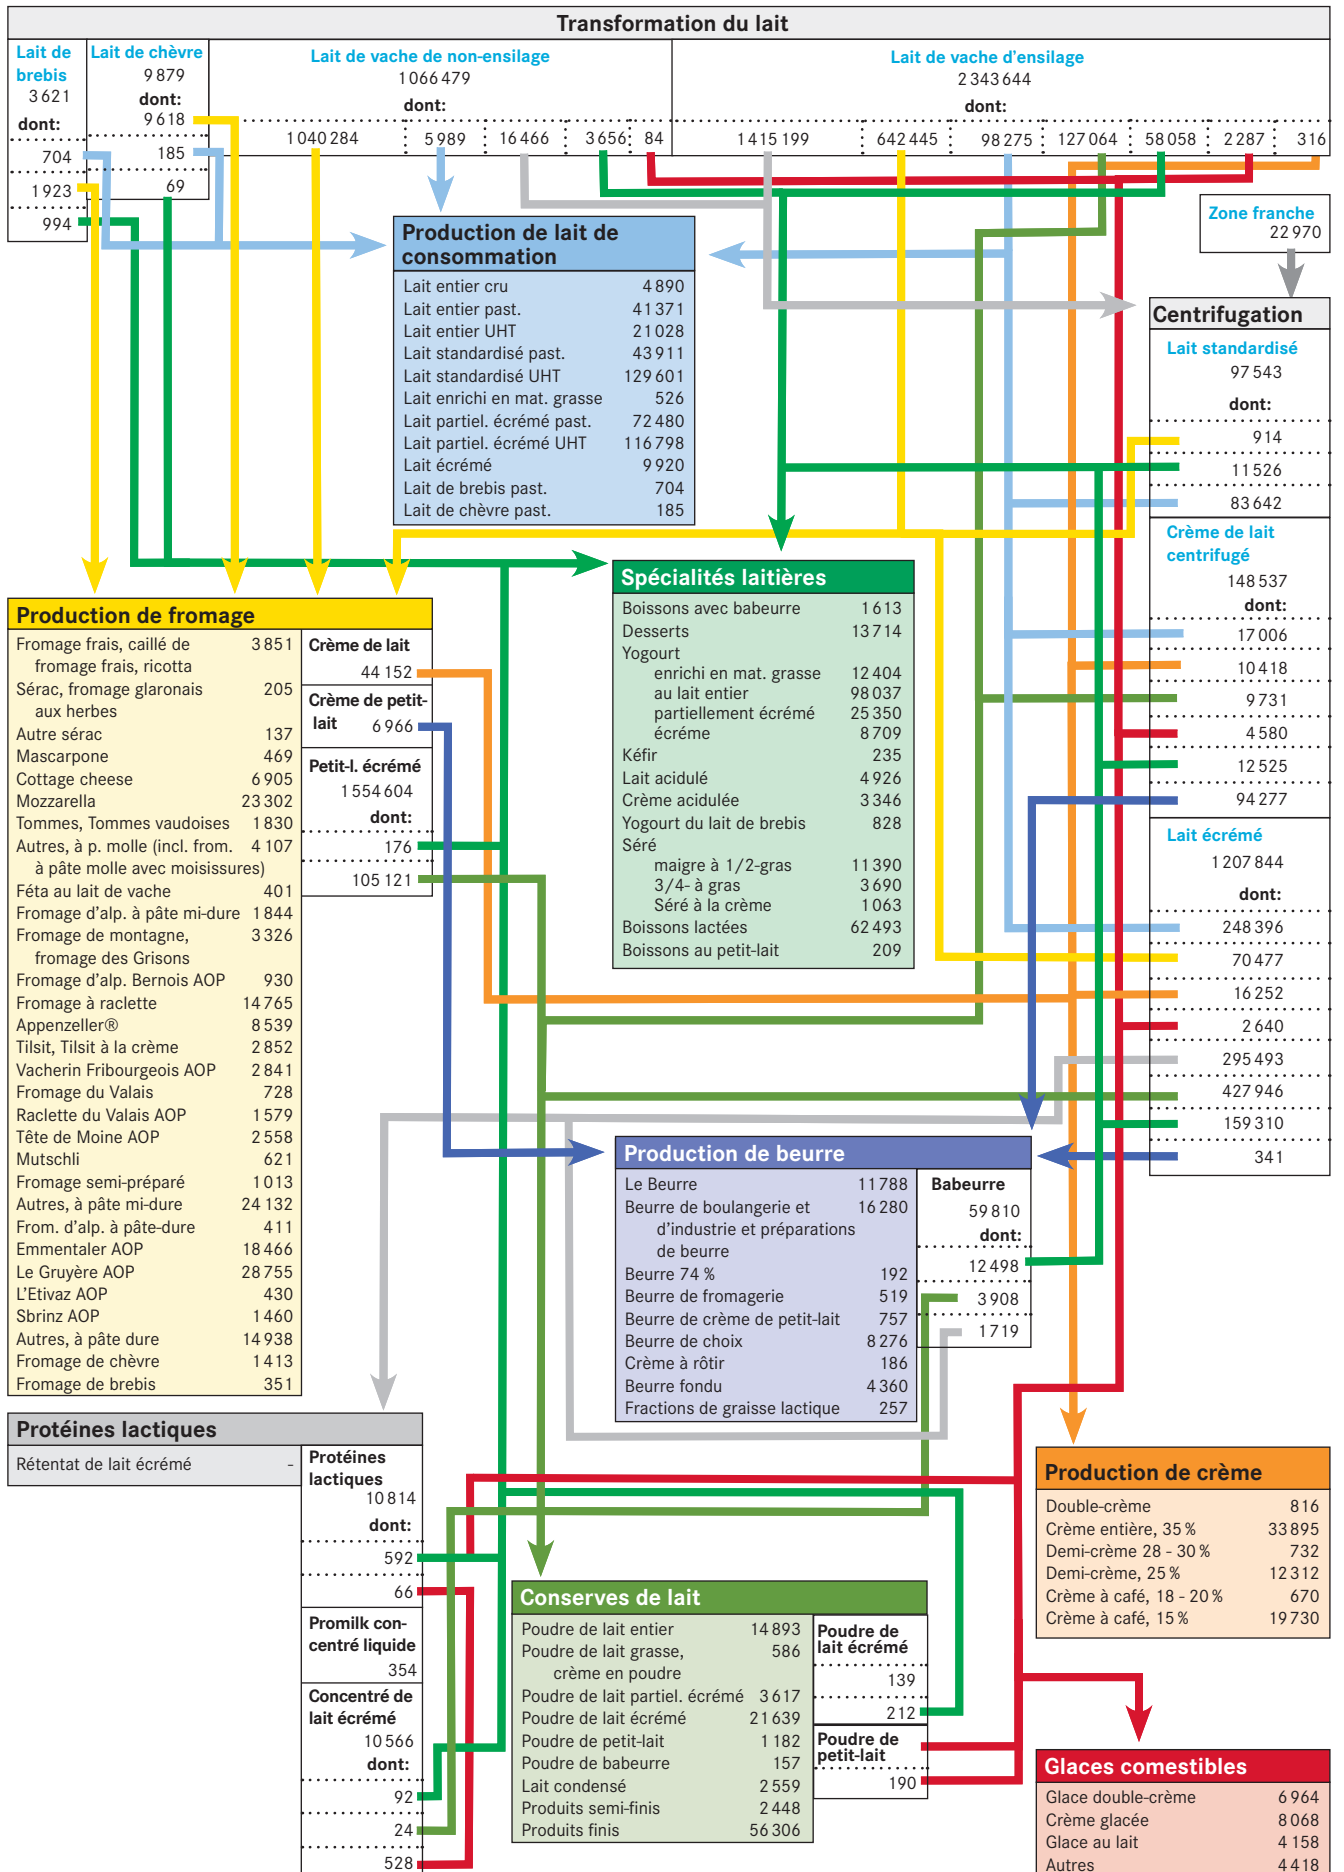 Transformation du lait
Lait de
brebis
3 621
dont:
704
1 923
994
Lait de chèvre
9 879
dont:
9 618
185
69
Lait de vache de non-ensilage
1 066 479
dont:
1 040 284 5 989 16 466 3 656 84
Lait de vache d'ensilage
2 343 644
dont:
1 415 199 642 445 98 275 127 064 58 058 2 287 316
Zone franche
22 970
Production de lait de
consommation
Lait entier cru 4 890
Lait entier past. 41 371
Lait entier UHT 21 028
Lait standardisé past. 43 911
Lait standardisé UHT 129 601
Lait enrichi en mat. grasse 526
Lait partiel. écrémé past. 72 480
Lait partiel. écrémé UHT 116 798
Lait écrémé 9 920
Lait de brebis past. 704
Lait de chèvre past. 185
Centrifugation
Lait standardisé
97 543
dont:
914
11 526
83 642
Crème de lait
centrifugé
148 537
dont:
17 006
10 418
9 731
4 580
12 525
94 277
Lait écrémé
1 207 844
dont:
248 396
70 477
16 252
2 640
295 493
427 946
159 310
341
Spécialités laitières
Boissons avec babeurre 1 613
Desserts 13 714
Yogourt
enrichi en mat. grasse 12 404
au lait entier 98 037
partiellement écrémé 25 350
écréme 8 709
Kéfir 235
Lait acidulé 4 926
Crème acidulée 3 346
Yogourt du lait de brebis 828
Séré
maigre à 1/2-gras 11 390
3/4- à gras 3 690
Séré à la crème 1 063
Boissons lactées 62 493
Boissons au petit-lait 209
Production de fromage
Fromage frais, caillé de 3 851
fromage frais, ricotta
Sérac, fromage glaronais 205
aux herbes
Autre sérac 137
Mascarpone 469
Cottage cheese 6 905
Mozzarella 23 302
Tommes, Tommes vaudoises 1 830
Autres, à p. molle (incl. from. 4 107
à pâte molle avec moisissures)
Féta au lait de vache 401
Fromage d'alp. à pâte mi-dure 1 844
Fromage de montagne, 3 326
fromage des Grisons
Fromage d'alp. Bernois AOP 930
Fromage à raclette 14 765
Appenzeller® 8 539
Tilsit, Tilsit à la crème 2 852
Vacherin Fribourgeois AOP 2 841
Fromage du Valais 728
Raclette du Valais AOP 1 579
Tête de Moine AOP 2 558
Mutschli 621
Fromage semi-préparé 1 013
Autres, à pâte mi-dure 24 132
From. d'alp. à pâte-dure 411
Emmentaler AOP 18 466
Le Gruyère AOP 28 755
L'Etivaz AOP 430
Sbrinz AOP 1 460
Autres, à pâte dure 14 938
Fromage de chèvre 1 413
Fromage de brebis 351
Crème de lait
44 152
Crème de petit-
lait 6 966
Petit-l. écrémé
1 554 604
dont:
176
105 121
Production de beurre
Le Beurre 11 788
Beurre de boulangerie et 16 280
d'industrie et préparations
de beurre
Beurre 74 % 192
Beurre de fromagerie 519
Beurre de crème de petit-lait 757
Beurre de choix 8 276
Crème à rôtir 186
Beurre fondu 4 360
Fractions de graisse lactique 257
Babeurre
59 810
dont:
12 498
3 908
1 719
Protéines lactiques
Rétentat de lait écrémé -
Protéines
lactiques
10 814
dont:
592
66
Promilk con-
centré liquide
354
Concentré de
lait écrémé
10 566
dont:
92
24
528
Production de crème
Double-crème 816
Crème entière, 35 % 33 895
Demi-crème 28 - 30 % 732
Demi-crème, 25 % 12 312
Crème à café, 18 - 20 % 670
Crème à café, 15 % 19 730
Conserves de lait
Poudre de lait entier 14 893
Poudre de lait grasse, 586
crème en poudre
Poudre de lait partiel. écrémé 3 617
Poudre de lait écrémé 21 639
Poudre de petit-lait 1 182
Poudre de babeurre 157
Lait condensé 2 559
Produits semi-finis 2 448
Produits finis 56 306
Poudre de
lait écrémé
139
212
Poudre de
petit-lait
190
Glaces comestibles
Glace double-crème 6 964
Crème glacée 8 068
Glace au lait 4 158
Autres 4 418